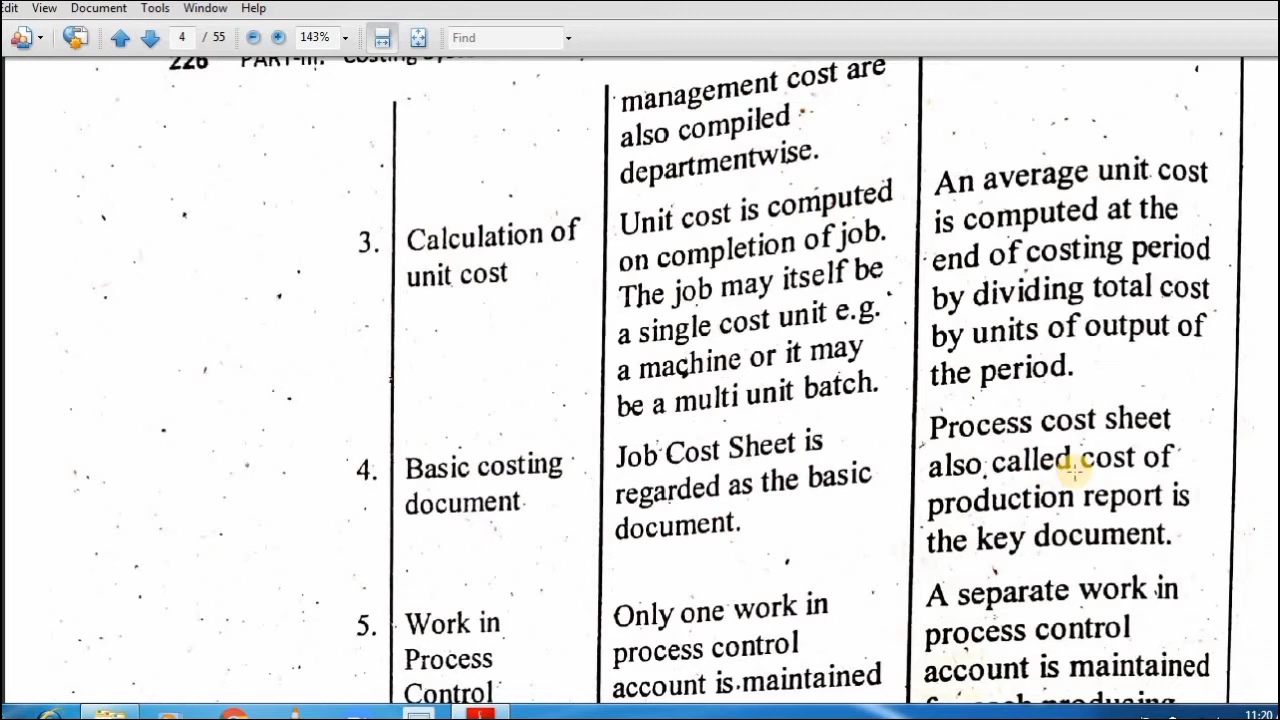 Edit View Document Tools Window Help
4 / 55 143% Find
226 PART-III. Costing
management cost are
also compiled
departmentwise.
3. Calculation of
unit cost
Unit cost is computed
on completion of job.
The job may itself be
a single cost unit e.g.
a machine or it may
be a multi unit batch.
An average unit cost
is computed at the
end of costing period
by dividing total cost
by units of output of
the period.
4. Basic costing
document
Job Cost Sheet is
regarded as the basic
document.
Process cost sheet
also called cost of
production report is
the key document.
5. Work in
Process
Control
Only one work in
process control
account is maintained
A separate work in
process control
account is maintained
for each producing
11:20